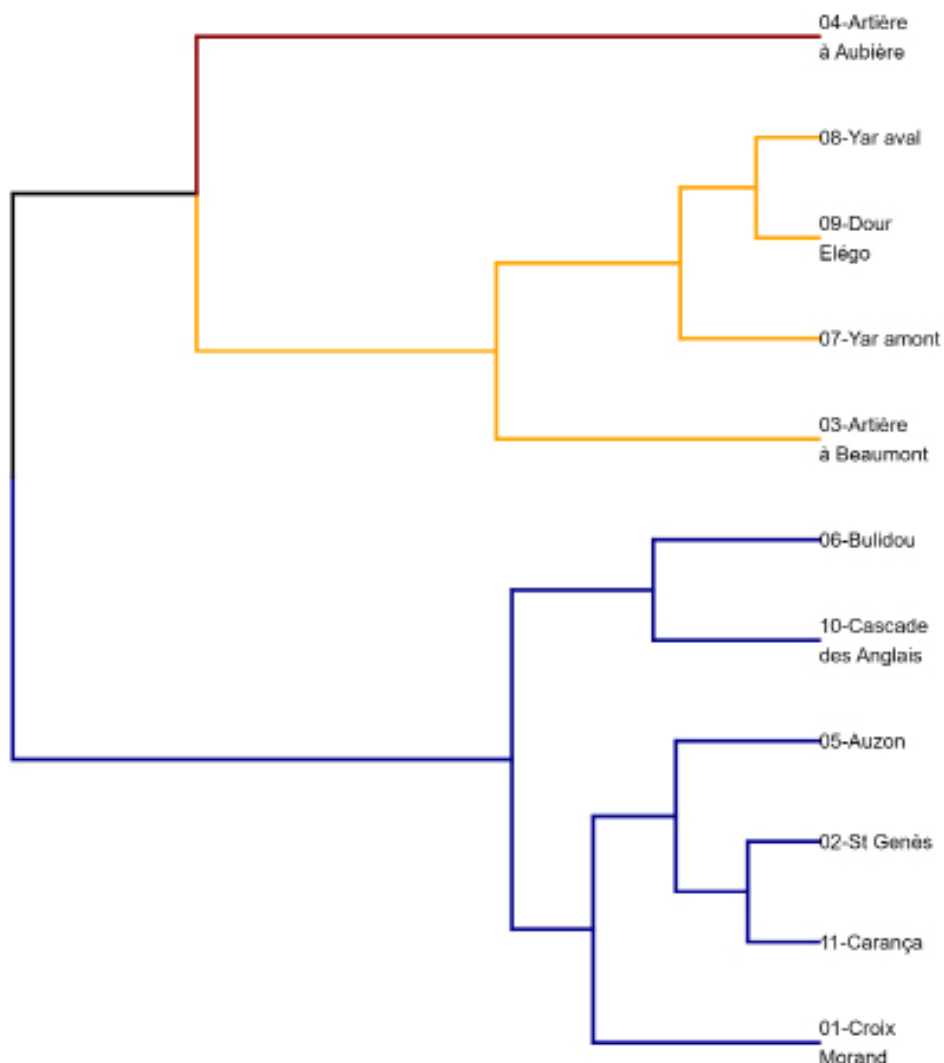 04-Artière
à Aubière
08-Yar aval
09-Dour
Elégo
07-Yar amont
03-Artière
à Beaumont
06-Bulidou
10-Cascade
des Anglais
05-Auzon
02-St Genès
11-Carança
01-Croix
Morand